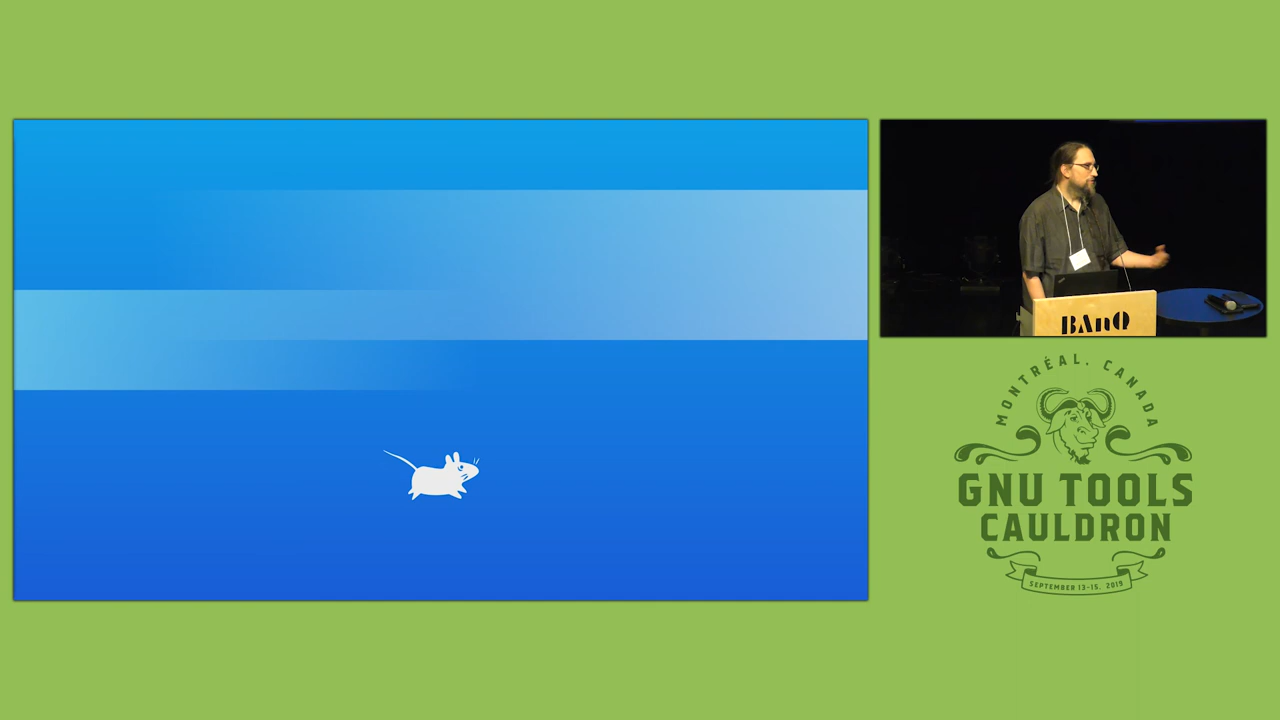 BAnQ
MONTRÉAL, CANADA
GNU TOOLS
CAULDRON
SEPTEMBER 13-15, 2019